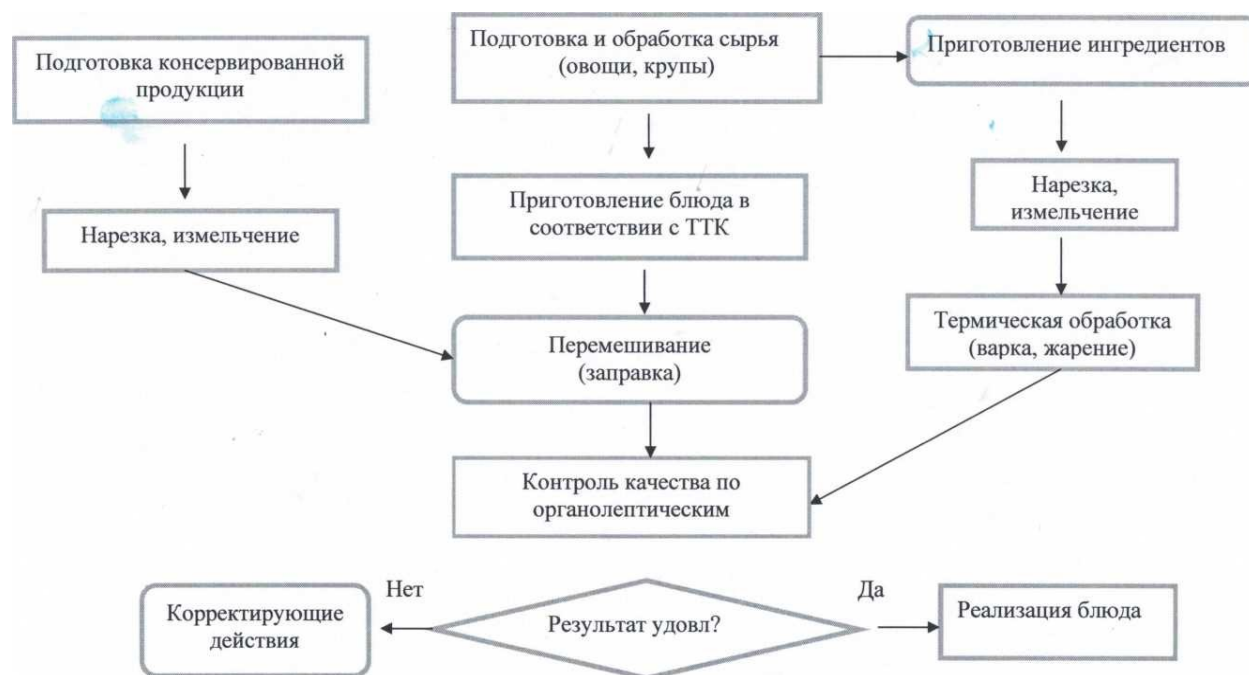 Подготовка консервированной
продукции
Подготовка и обработка сырья
(овощи, крупы)
Приготовление ингредиентов
Нарезка, измельчение
Приготовление блюда в
соответствии с ТТК
Нарезка,
измельчение
Перемешивание
(заправка)
Термическая обработка
(варка, жарение)
Контроль качества по
органолептическим
Нет
Да
Корректирующие
действия
Результат удовл?
Реализация блюда